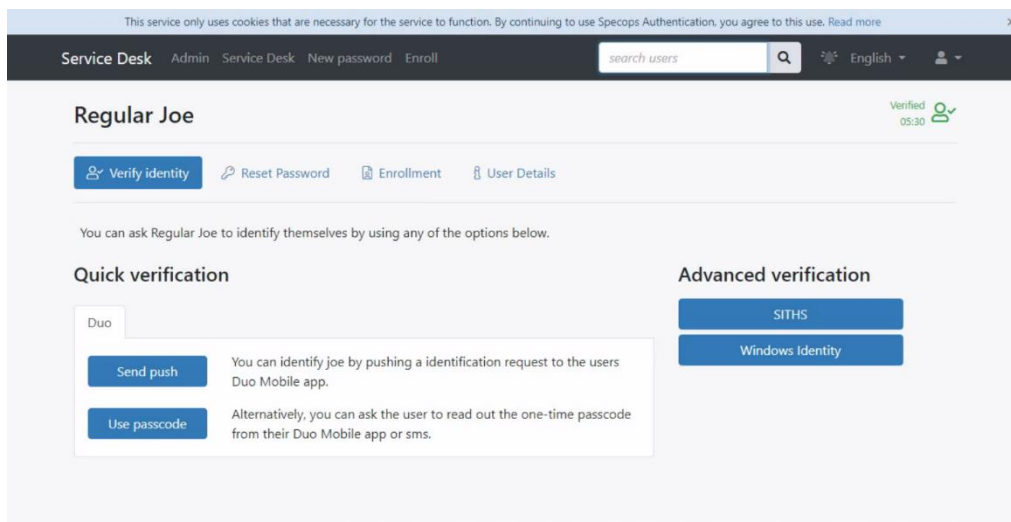 This service only uses cookies that are necessary for the service to function. By continuing to use Specops Authentication, you agree to this use. Read more
Service Desk Admin Service Desk New password Enroll search users English
Regular Joe
Verified
05:30
Verify identity Reset Password Enrollment User Details
You can ask Regular Joe to identify themselves by using any of the options below.
Quick verification
Duo
Send push
You can identify joe by pushing a identification request to the users
Duo Mobile app.
Use passcode
Alternatively, you can ask the user to read out the one-time passcode
from their Duo Mobile app or sms.
Advanced verification
SITHS
Windows Identity